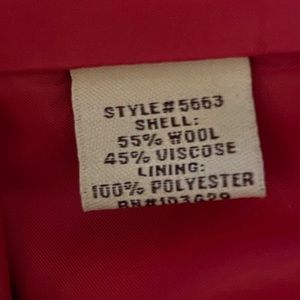 STYLE#5663
SHELL:
55% WOOL
45% VISCOSE
LINING:
100% POLYESTER